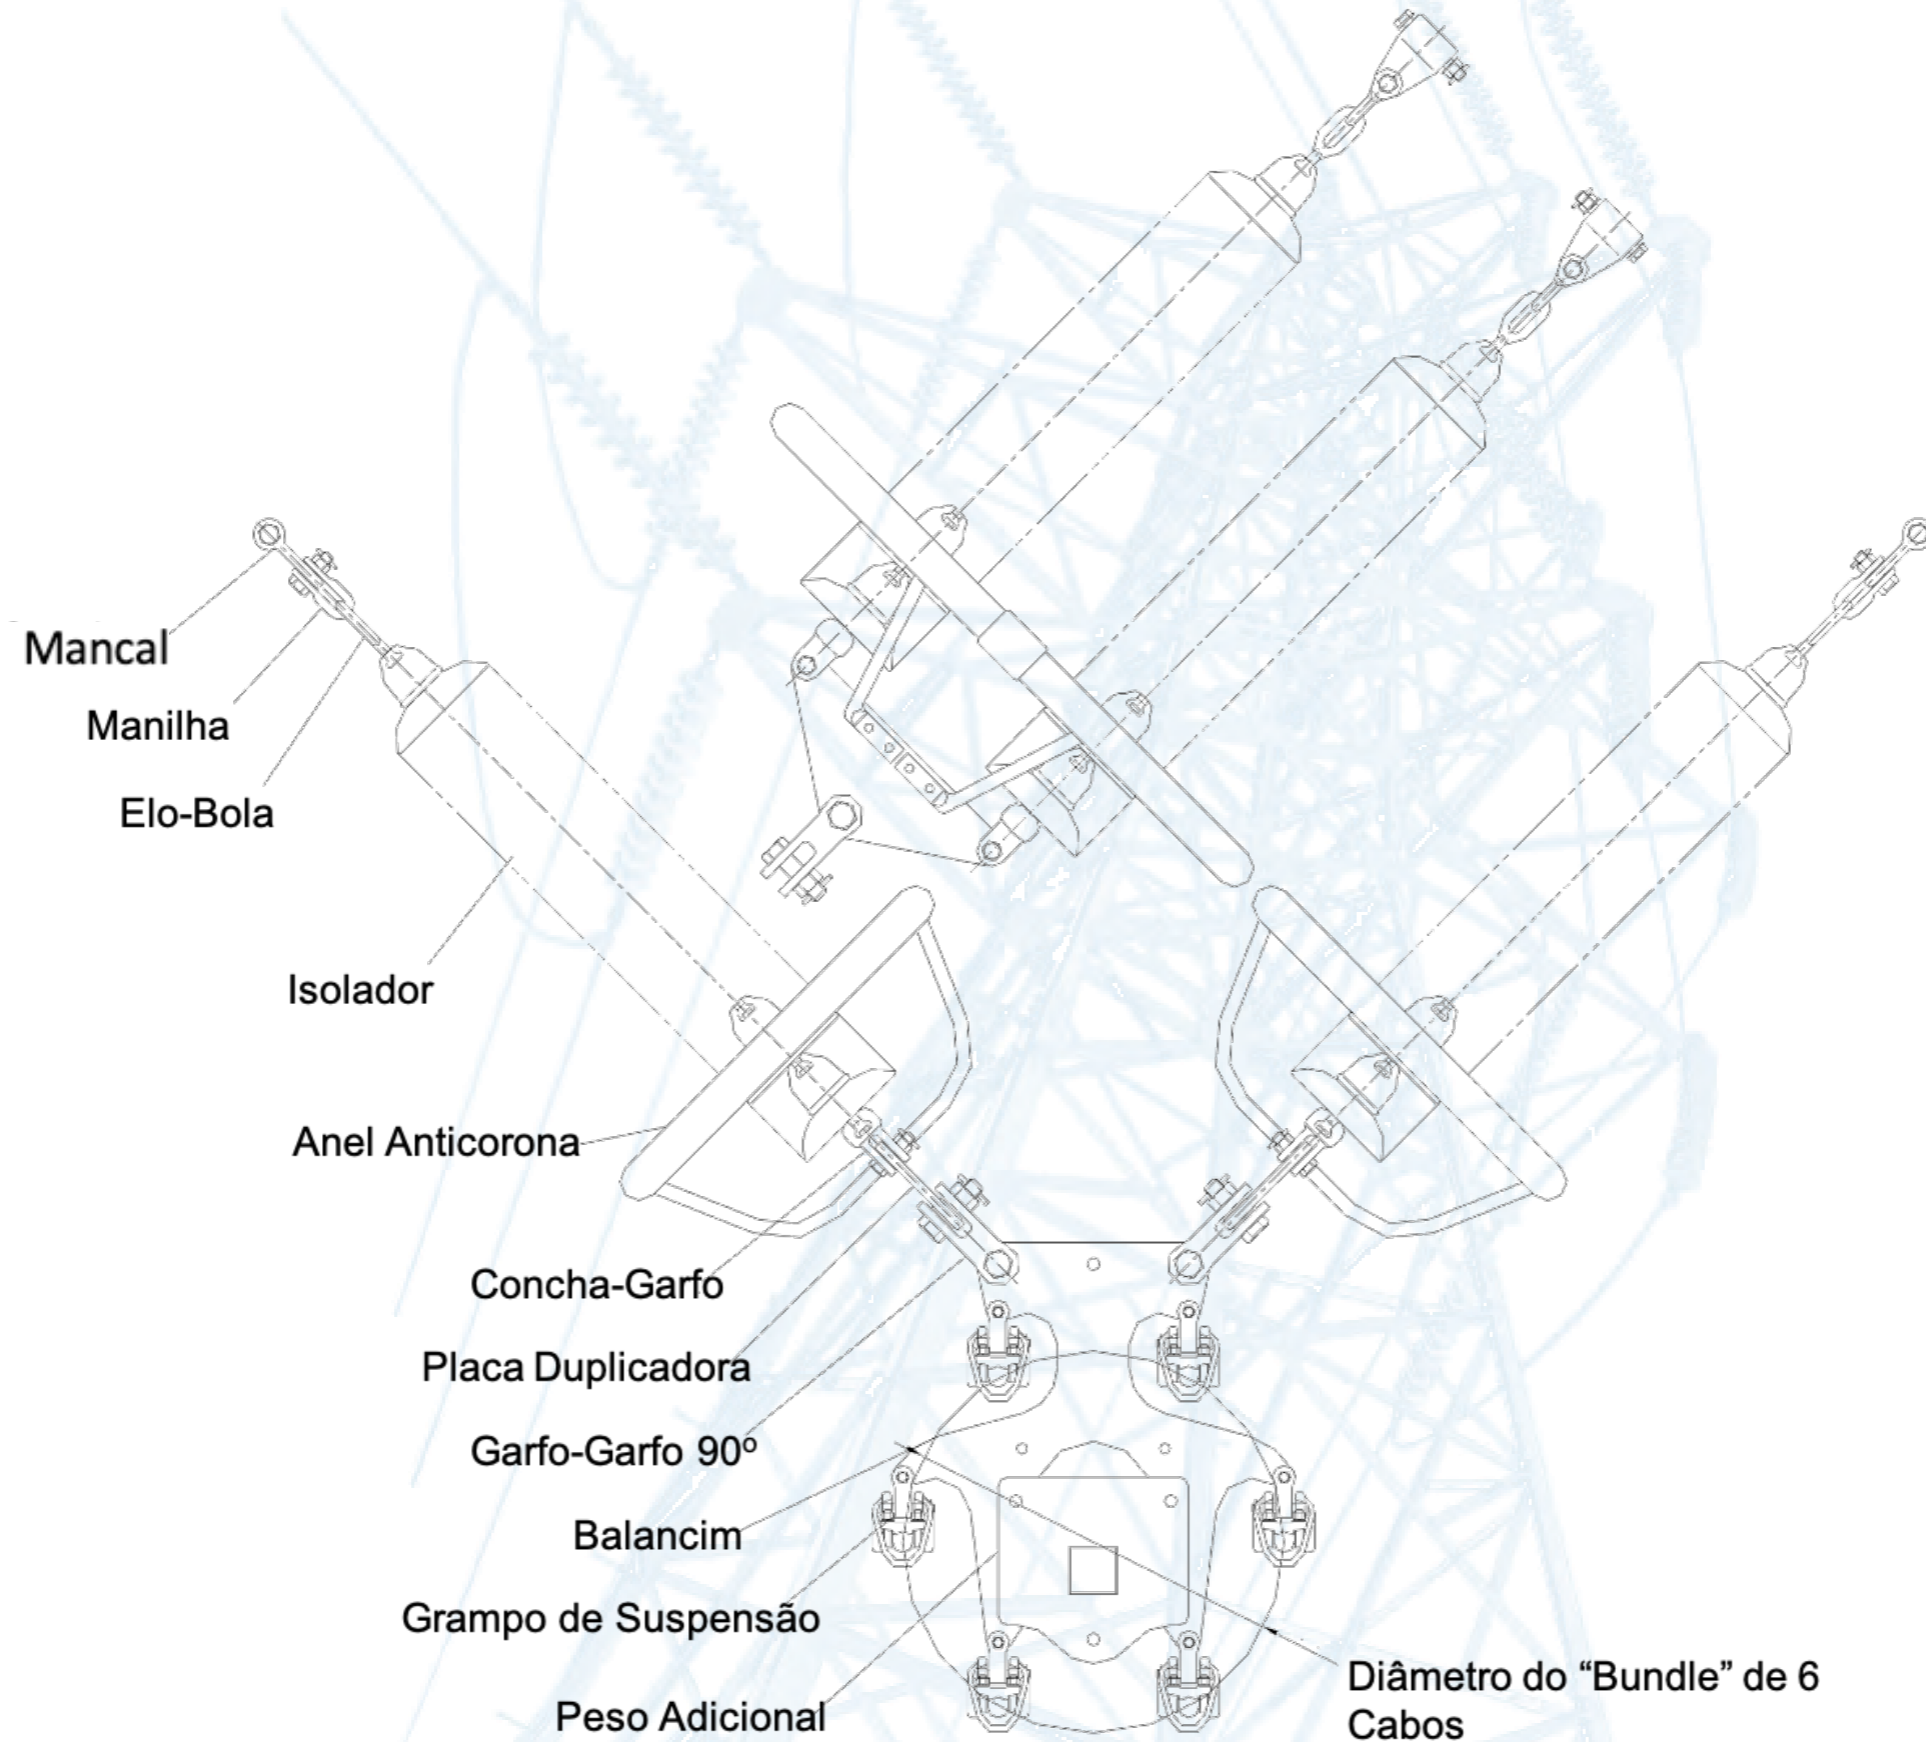 Mancal
Manilha
Elo-Bola
Isolador
Anel Anticorona
Concha-Garfo
Placa Duplicadora
Garfo-Garfo 90º
Balancim
Grampo de Suspensão
Peso Adicional
Diâmetro do “Bundle” de 6
Cabos